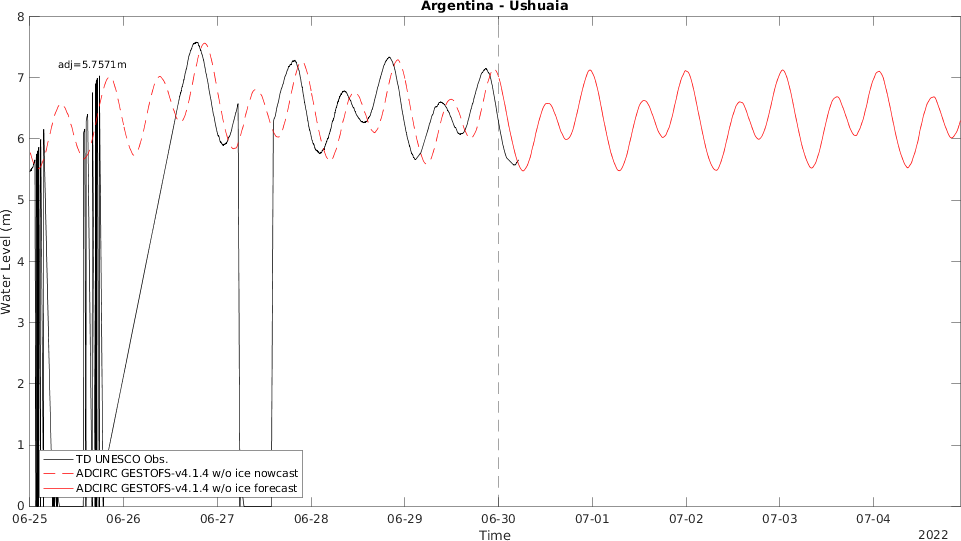 Argentina - Ushuaia
8
adj=5.7571m
7
6
5
4
3
2
1
0
Water Level (m)
TD UNESCO Obs.
ADCIRC GESTOFS-v4.1.4 w/o ice nowcast
ADCIRC GESTOFS-v4.1.4 w/o ice forecast
06-25 06-26 06-27 06-28 06-29 06-30 07-01 07-02 07-03 07-04
Time
2022